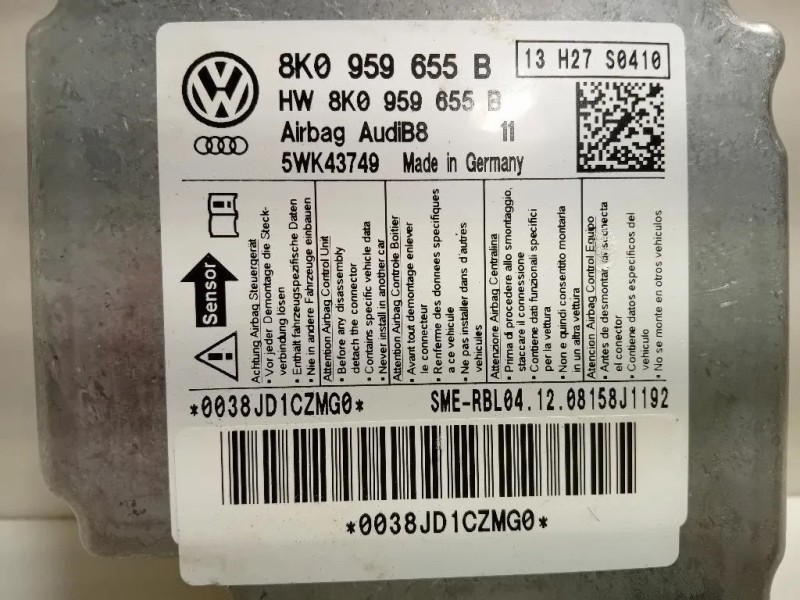 8K0 959 655 B
13 H27 S0410
HW 8K0 959 655 B
Airbag AudiB8 11
5WK43749 Made in Germany
Sensor
Achtung Airbag Steuergerät
- Vor jeder Demontage die Steck-
verbindung lösen
- Enthält fahrzeugspezifische Daten
Nie in andere Fahrzeuge einbauen
Attention Airbag Control Unit
- Before any disassembly
detach the connector
- Contains specific vehicle data
Never install in another car
Attention Airbag Controle Boitier
- Avant tout demontage enlever
le connecteur
- Renferme des donnees specifiques
a ce vehicule
- Ne pas installer dans d'autres
vehicules
Attenzione Airbag Centralina
- Prima di procedere allo smontaggio,
staccare il connessione
- Contiene dati funzionali specifici
per la vettura
- Non e quindi consentito montarla
in un altra vettura
Atencion Airbag Control Equipo
- Antes de desmontar, desconecta
el conector
- Contiene datos especificos del
vehiculo
- No se monte en otros vehiculos
*0038JD1CZMG0*
SME-RBL04.12.08158J1192
*0038JD1CZMG0*